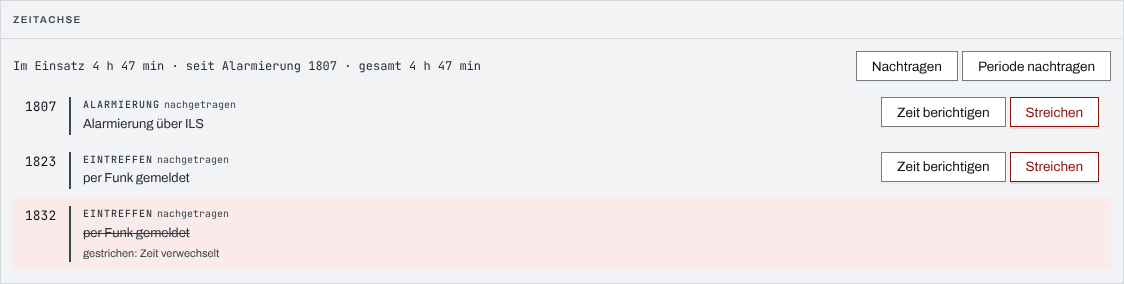 ZEITACHSE
Im Einsatz 4 h 47 min · seit Alarmierung 1807 · gesamt 4 h 47 min
Nachtragen
Periode nachtragen
1807
ALARMIERUNG nachgetragen
Alarmierung über ILS
Zeit berichtigen
Streichen
1823
EINTREFFEN nachgetragen
per Funk gemeldet
Zeit berichtigen
Streichen
1832
EINTREFFEN nachgetragen
per Funk gemeldet
gestrichen: Zeit verwechselt